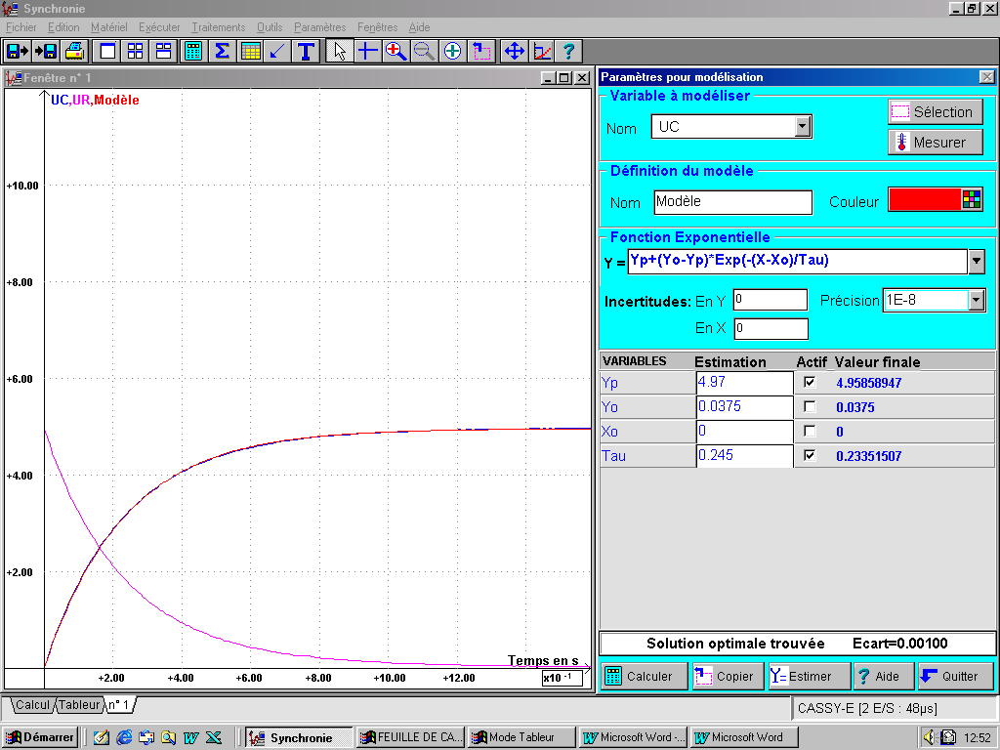 Synchronie
Fichier Edition Matériel Exécuter Traitements Outils Paramètres Fenêtres Aide
Fenêtre n° 1
UC,UR,Modèle
+10.00
+8.00
+6.00
+4.00
+2.00
+2.00 +4.00 +6.00 +8.00 +10.00 +12.00
Temps en s
x10 -1
Paramètres pour modélisation
Variable à modéliser
Nom UC
Sélection
Mesurer
Définition du modèle
Nom Modèle Couleur
Fonction Exponentielle
Y = Yp+(Yo-Yp)*Exp(-(X-Xo)/Tau)
Incertitudes: En Y 0 Précision 1E-8
En X 0
VARIABLES Estimation Actif Valeur finale
Yp 4.97 4.95858947
Yo 0.0375 0.0375
Xo 0 0
Tau 0.245 0.23351507
Solution optimale trouvée Ecart=0.00100
Calculer Copier Y= Estimer ? Aide Quitter
Calcul Tableur n° 1
CASSY-E [2 E/S : 48µs]
Démarrer Synchronie FEUILLE DE CA... Mode Tableur Microsoft Word -... Microsoft Word 12:52